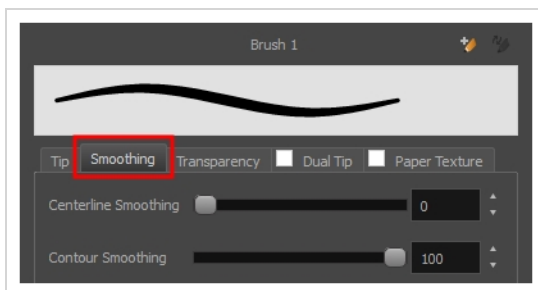 Brush 1
Tip Smoothing Transparency Dual Tip Paper Texture
Centerline Smoothing 0
Contour Smoothing 100